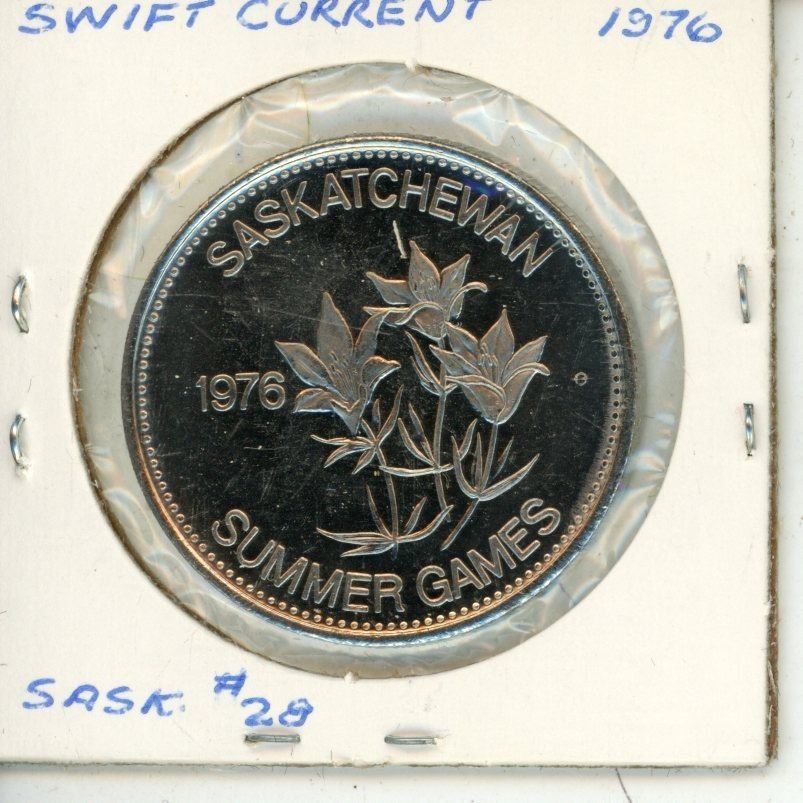 SWIFT CURRENT 1976
SASKATCHEWAN
1976
SUMMER GAMES
SASK. #28